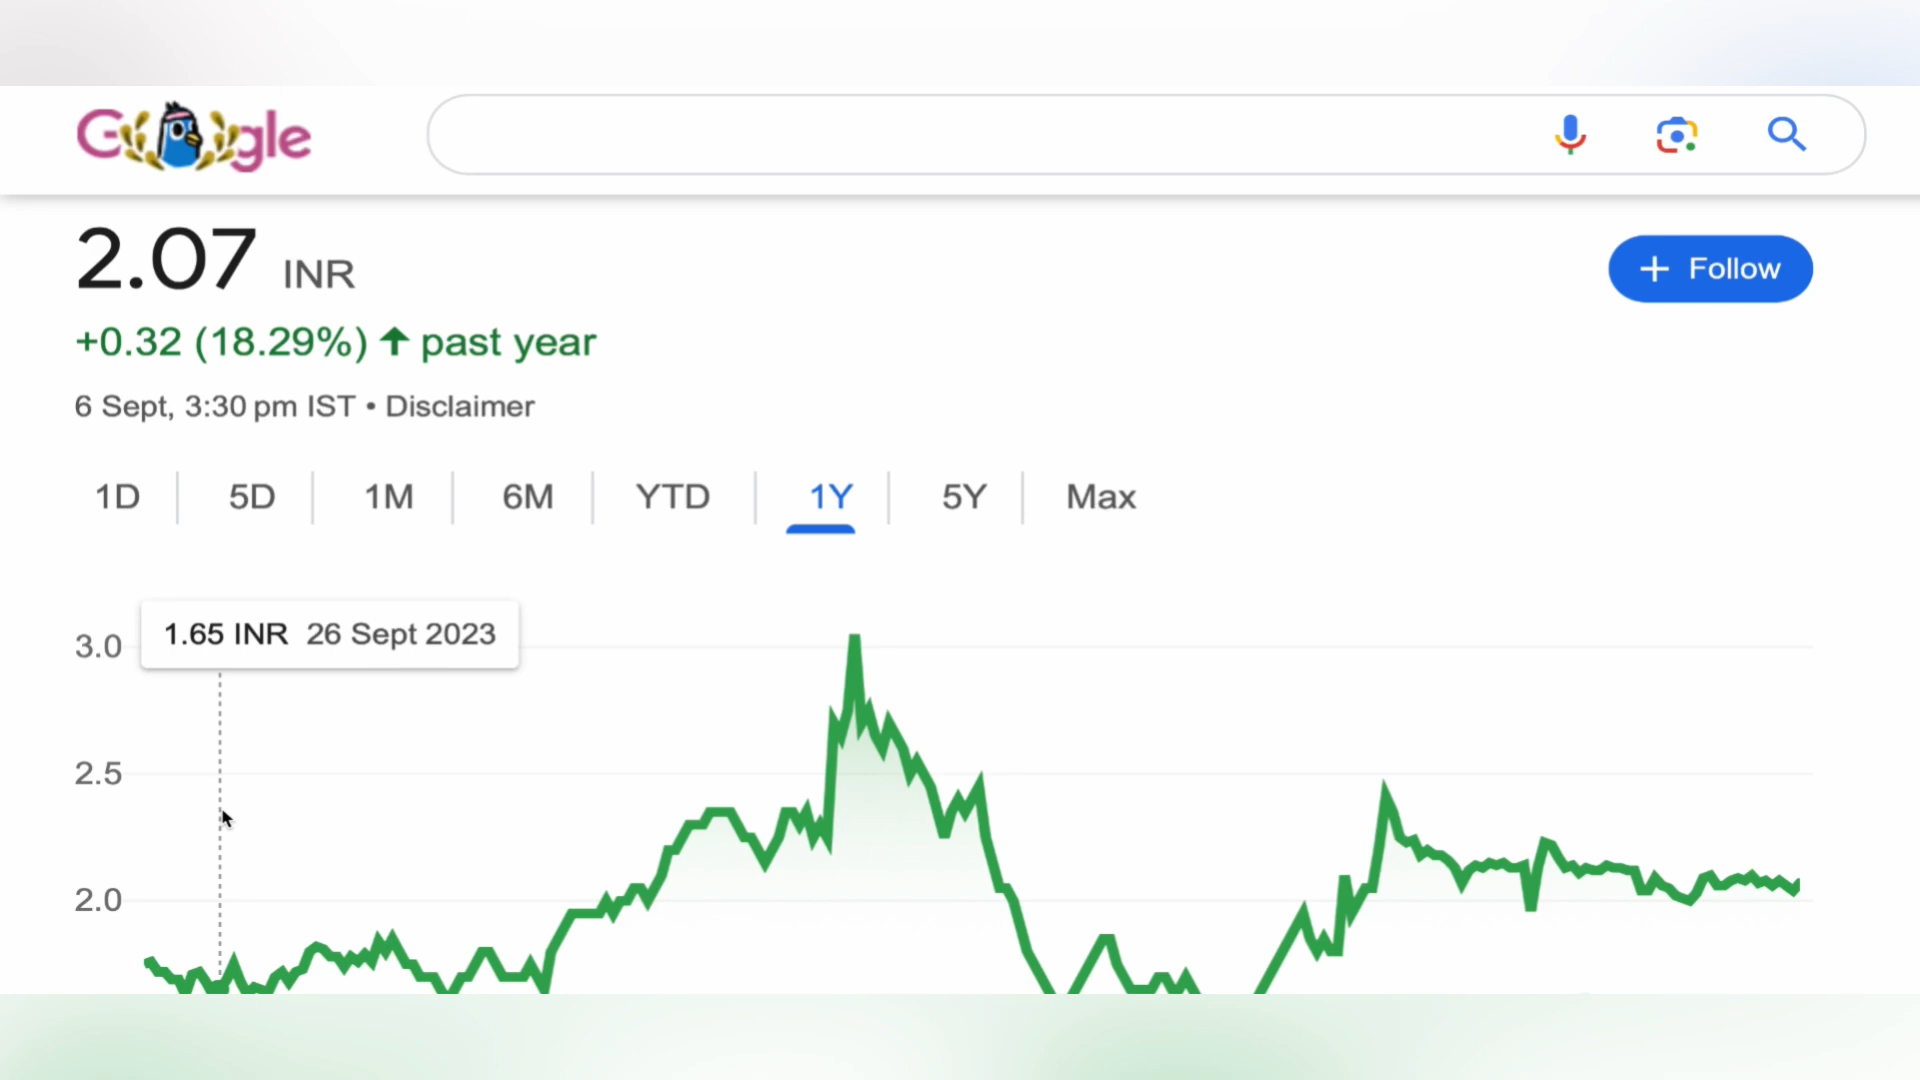 Google
2.07 INR
+ Follow
+0.32 (18.29%) ↑ past year
6 Sept, 3:30 pm IST • Disclaimer
1D 5D 1M 6M YTD 1Y 5Y Max
1.65 INR 26 Sept 2023
3.0
2.5
2.0